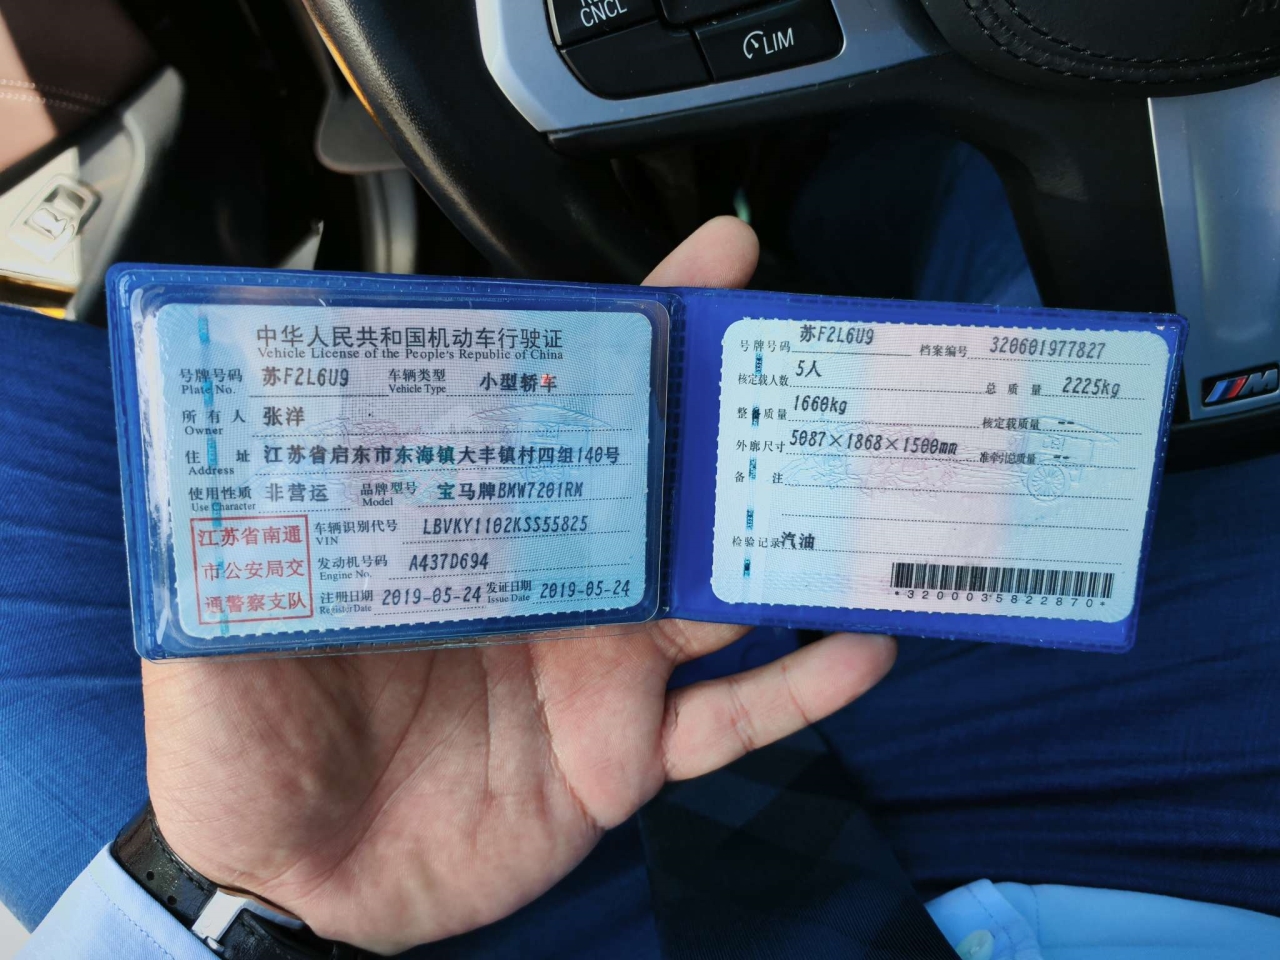 CNCL
LIM
中华人民共和国机动车行驶证
Vehicle License of the People's Republic of China
号牌号码 苏F2L6U9 车辆类型 小型轿车
Plate No. Vehicle Type
所有人 张洋
Owner
住址 江苏省启东市东海镇大丰镇村四组140号
Address
使用性质 非营运 品牌型号 宝马牌BMW7201RM
Use Character Model
江苏省南通
市公安局交
通警察支队
车辆识别代号 LBVKY1102KSS55825
VIN
发动机号码 A437D694
Engine No.
注册日期 2019-05-24 发证日期 2019-05-24
Register Date Issue Date
号牌号码 苏F2L6U9 档案编号 320601977827
核定载人数 5人 总质量 2225kg
整备质量 1660kg 核定载质量 --
外廓尺寸 5087×1868×1500mm 准牵引总质量 --
备注
检验记录 汽油
*3200035822870*
M